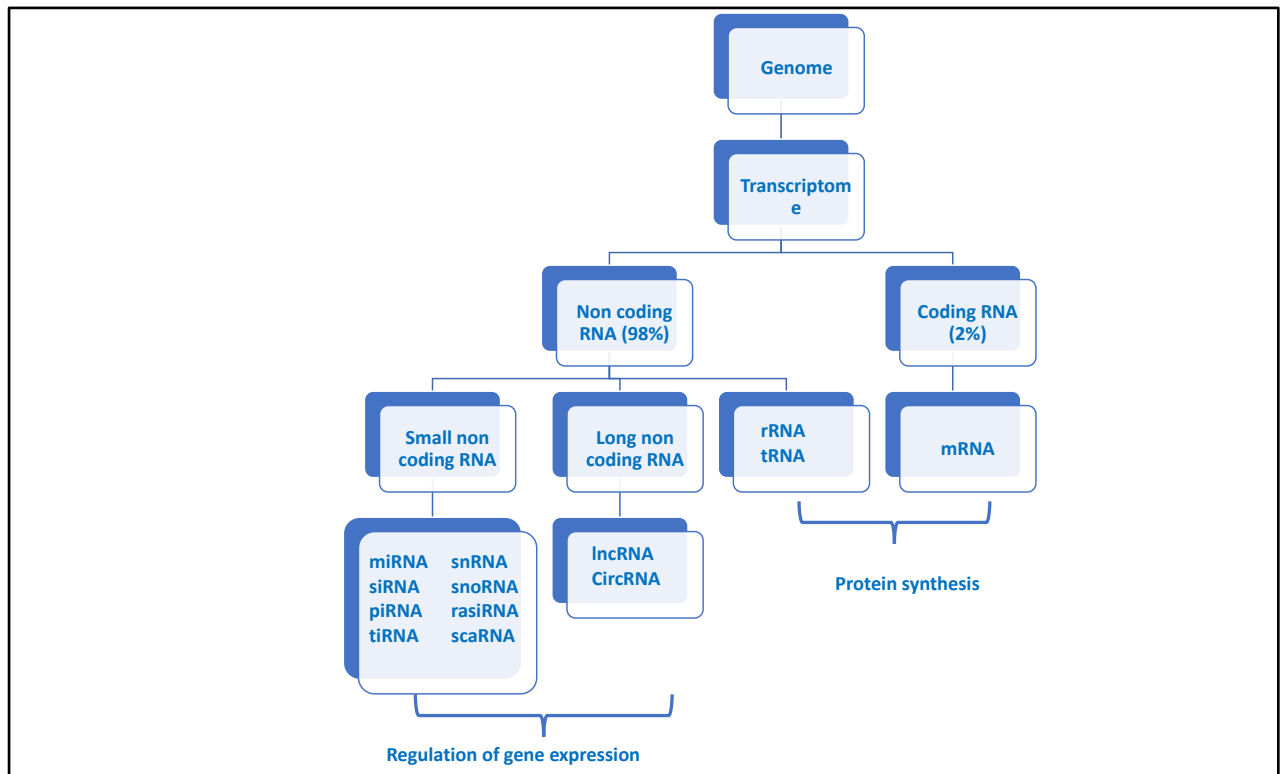 Genome
Transcriptom
e
Non coding
RNA (98%)
Coding RNA
(2%)
Small non
coding RNA
Long non
coding RNA
rRNA
tRNA
mRNA
miRNA snRNA
siRNA snoRNA
piRNA rasiRNA
tiRNA scaRNA
lncRNA
CircRNA
Protein synthesis
Regulation of gene expression